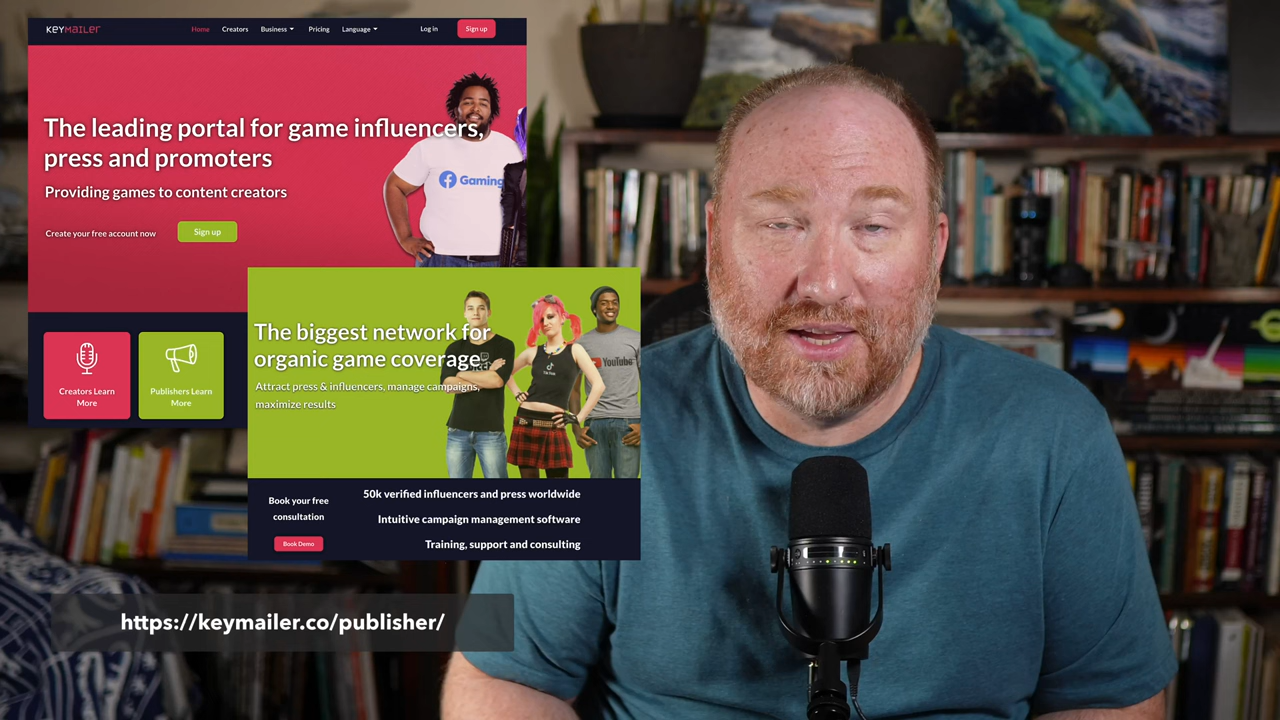 KEYMAILER
Home
Creators
Business
Pricing
Language
Log in
Sign up
The leading portal for game influencers,
press and promoters
Providing games to content creators
Create your free account now
Sign up
Gaming
Creators Learn
More
Publishers Learn
More
The biggest network for
organic game coverage
Attract press & influencers, manage campaigns,
maximize results
YouTube
Book your free
consultation
Book Demo
50k verified influencers and press worldwide
Intuitive campaign management software
Training, support and consulting
https://keymailer.co/publisher/